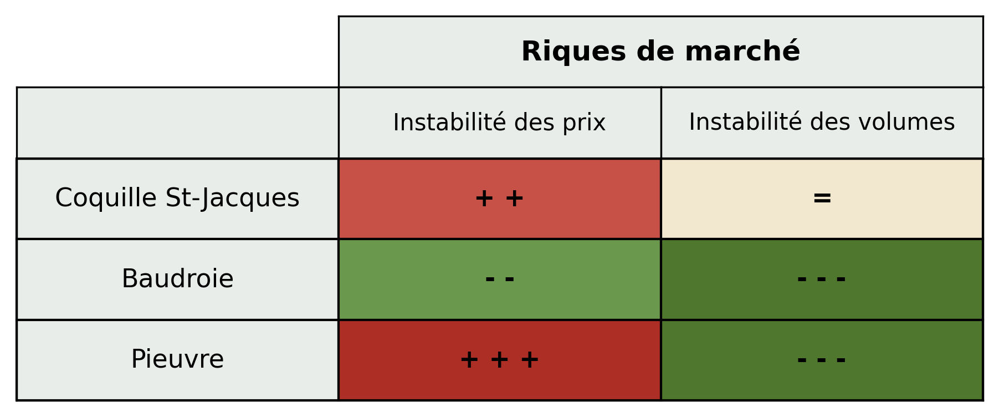 Riques de marché
Instabilité des prix Instabilité des volumes
Coquille St-Jacques + + =
Baudroie - - - - -
Pieuvre + + + - - -